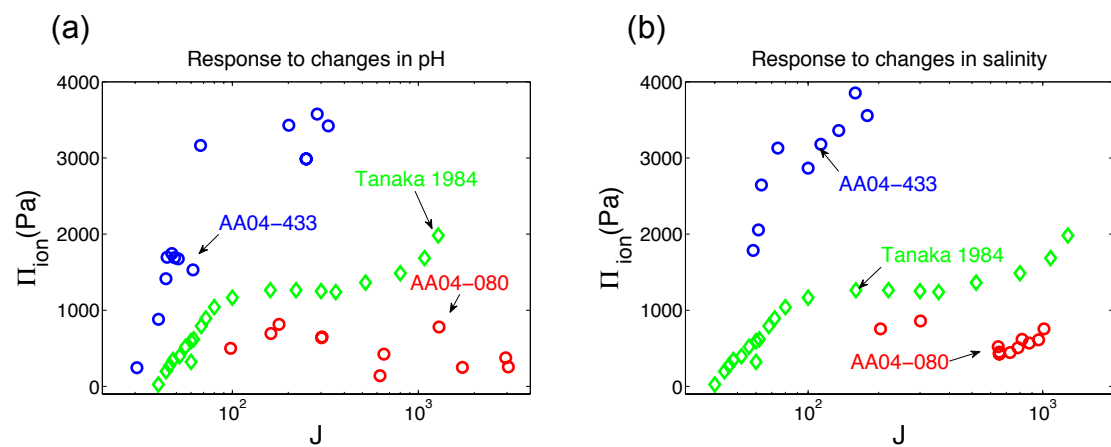 (a)
Response to changes in pH
4000
3000
2000
1000
0
Π_ion(Pa)
10^2
10^3
J
AA04-433
Tanaka 1984
AA04-080
(b)
Response to changes in salinity
4000
3000
2000
1000
0
Π_ion(Pa)
10^2
10^3
J
AA04-433
Tanaka 1984
AA04-080